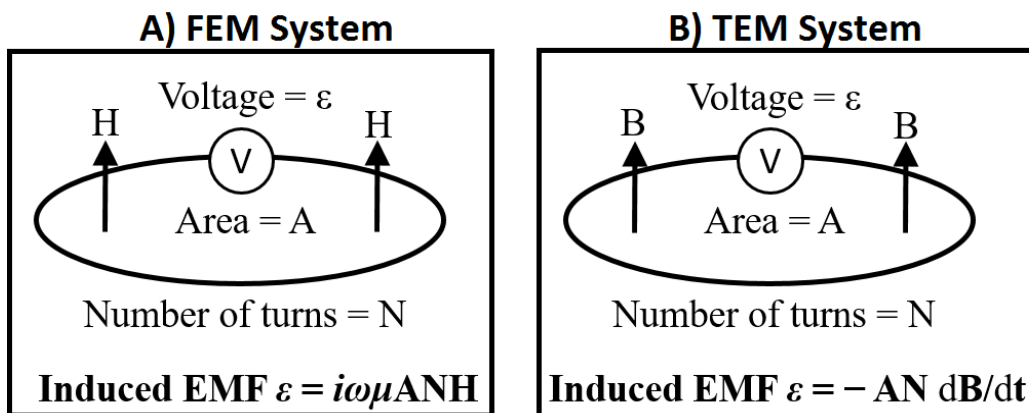 A) FEM System
Voltage = ε
H
H
V
Area = A
Number of turns = N
Induced EMF ε = iωμANH
B) TEM System
Voltage = ε
B
B
V
Area = A
Number of turns = N
Induced EMF ε = − AN dB/dt